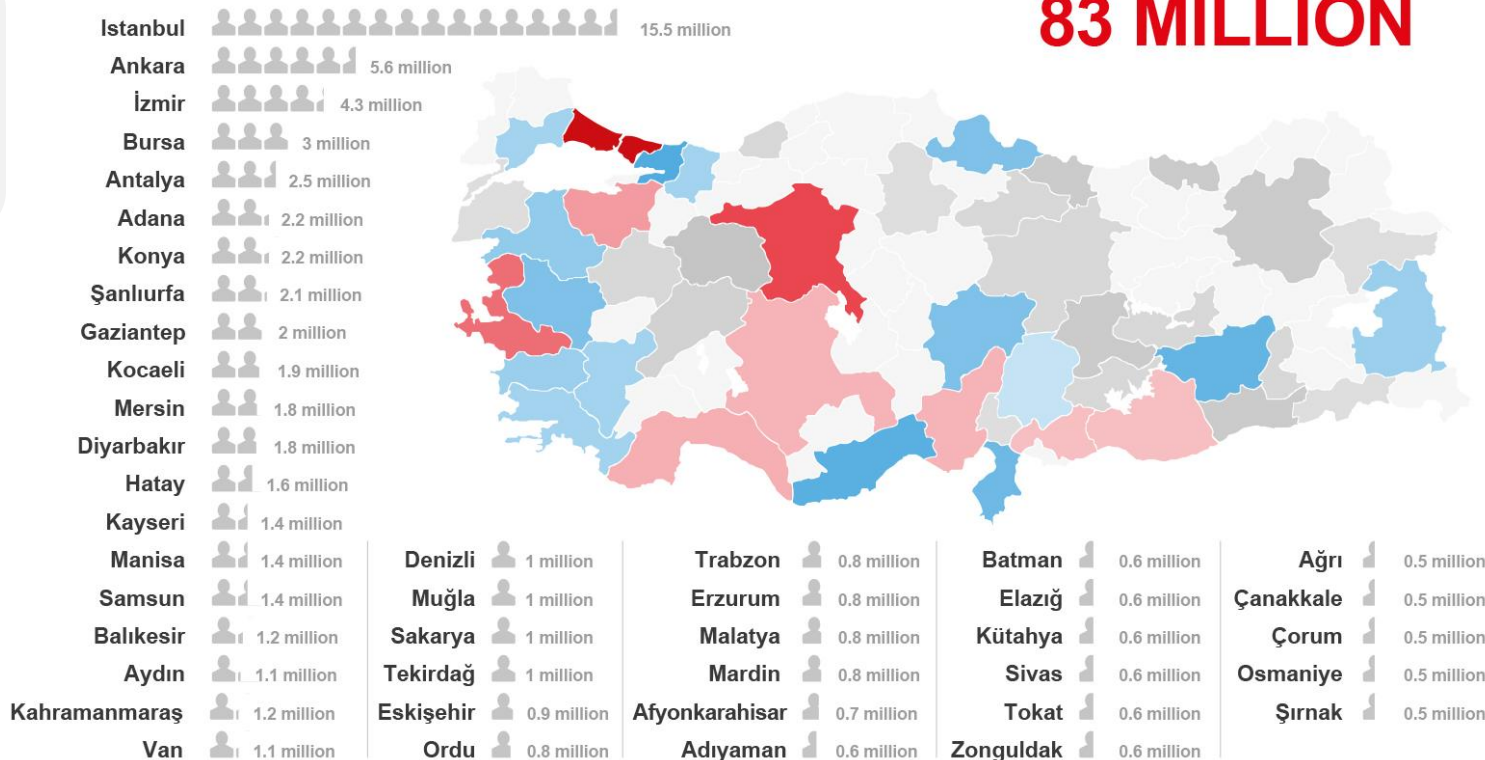 83 MILLION
Istanbul 15.5 million
Ankara 5.6 million
İzmir 4.3 million
Bursa 3 million
Antalya 2.5 million
Adana 2.2 million
Konya 2.2 million
Şanlıurfa 2.1 million
Gaziantep 2 million
Kocaeli 1.9 million
Mersin 1.8 million
Diyarbakır 1.8 million
Hatay 1.6 million
Kayseri 1.4 million
Manisa 1.4 million
Samsun 1.4 million
Balıkesir 1.2 million
Aydın 1.1 million
Kahramanmaraş 1.2 million
Van 1.1 million
Denizli 1 million
Muğla 1 million
Sakarya 1 million
Tekirdağ 1 million
Eskişehir 0.9 million
Ordu 0.8 million
Trabzon 0.8 million
Erzurum 0.8 million
Malatya 0.8 million
Mardin 0.8 million
Afyonkarahisar 0.7 million
Adıyaman 0.6 million
Batman 0.6 million
Elazığ 0.6 million
Kütahya 0.6 million
Sivas 0.6 million
Tokat 0.6 million
Zonguldak 0.6 million
Ağrı 0.5 million
Çanakkale 0.5 million
Çorum 0.5 million
Osmaniye 0.5 million
Şırnak 0.5 million